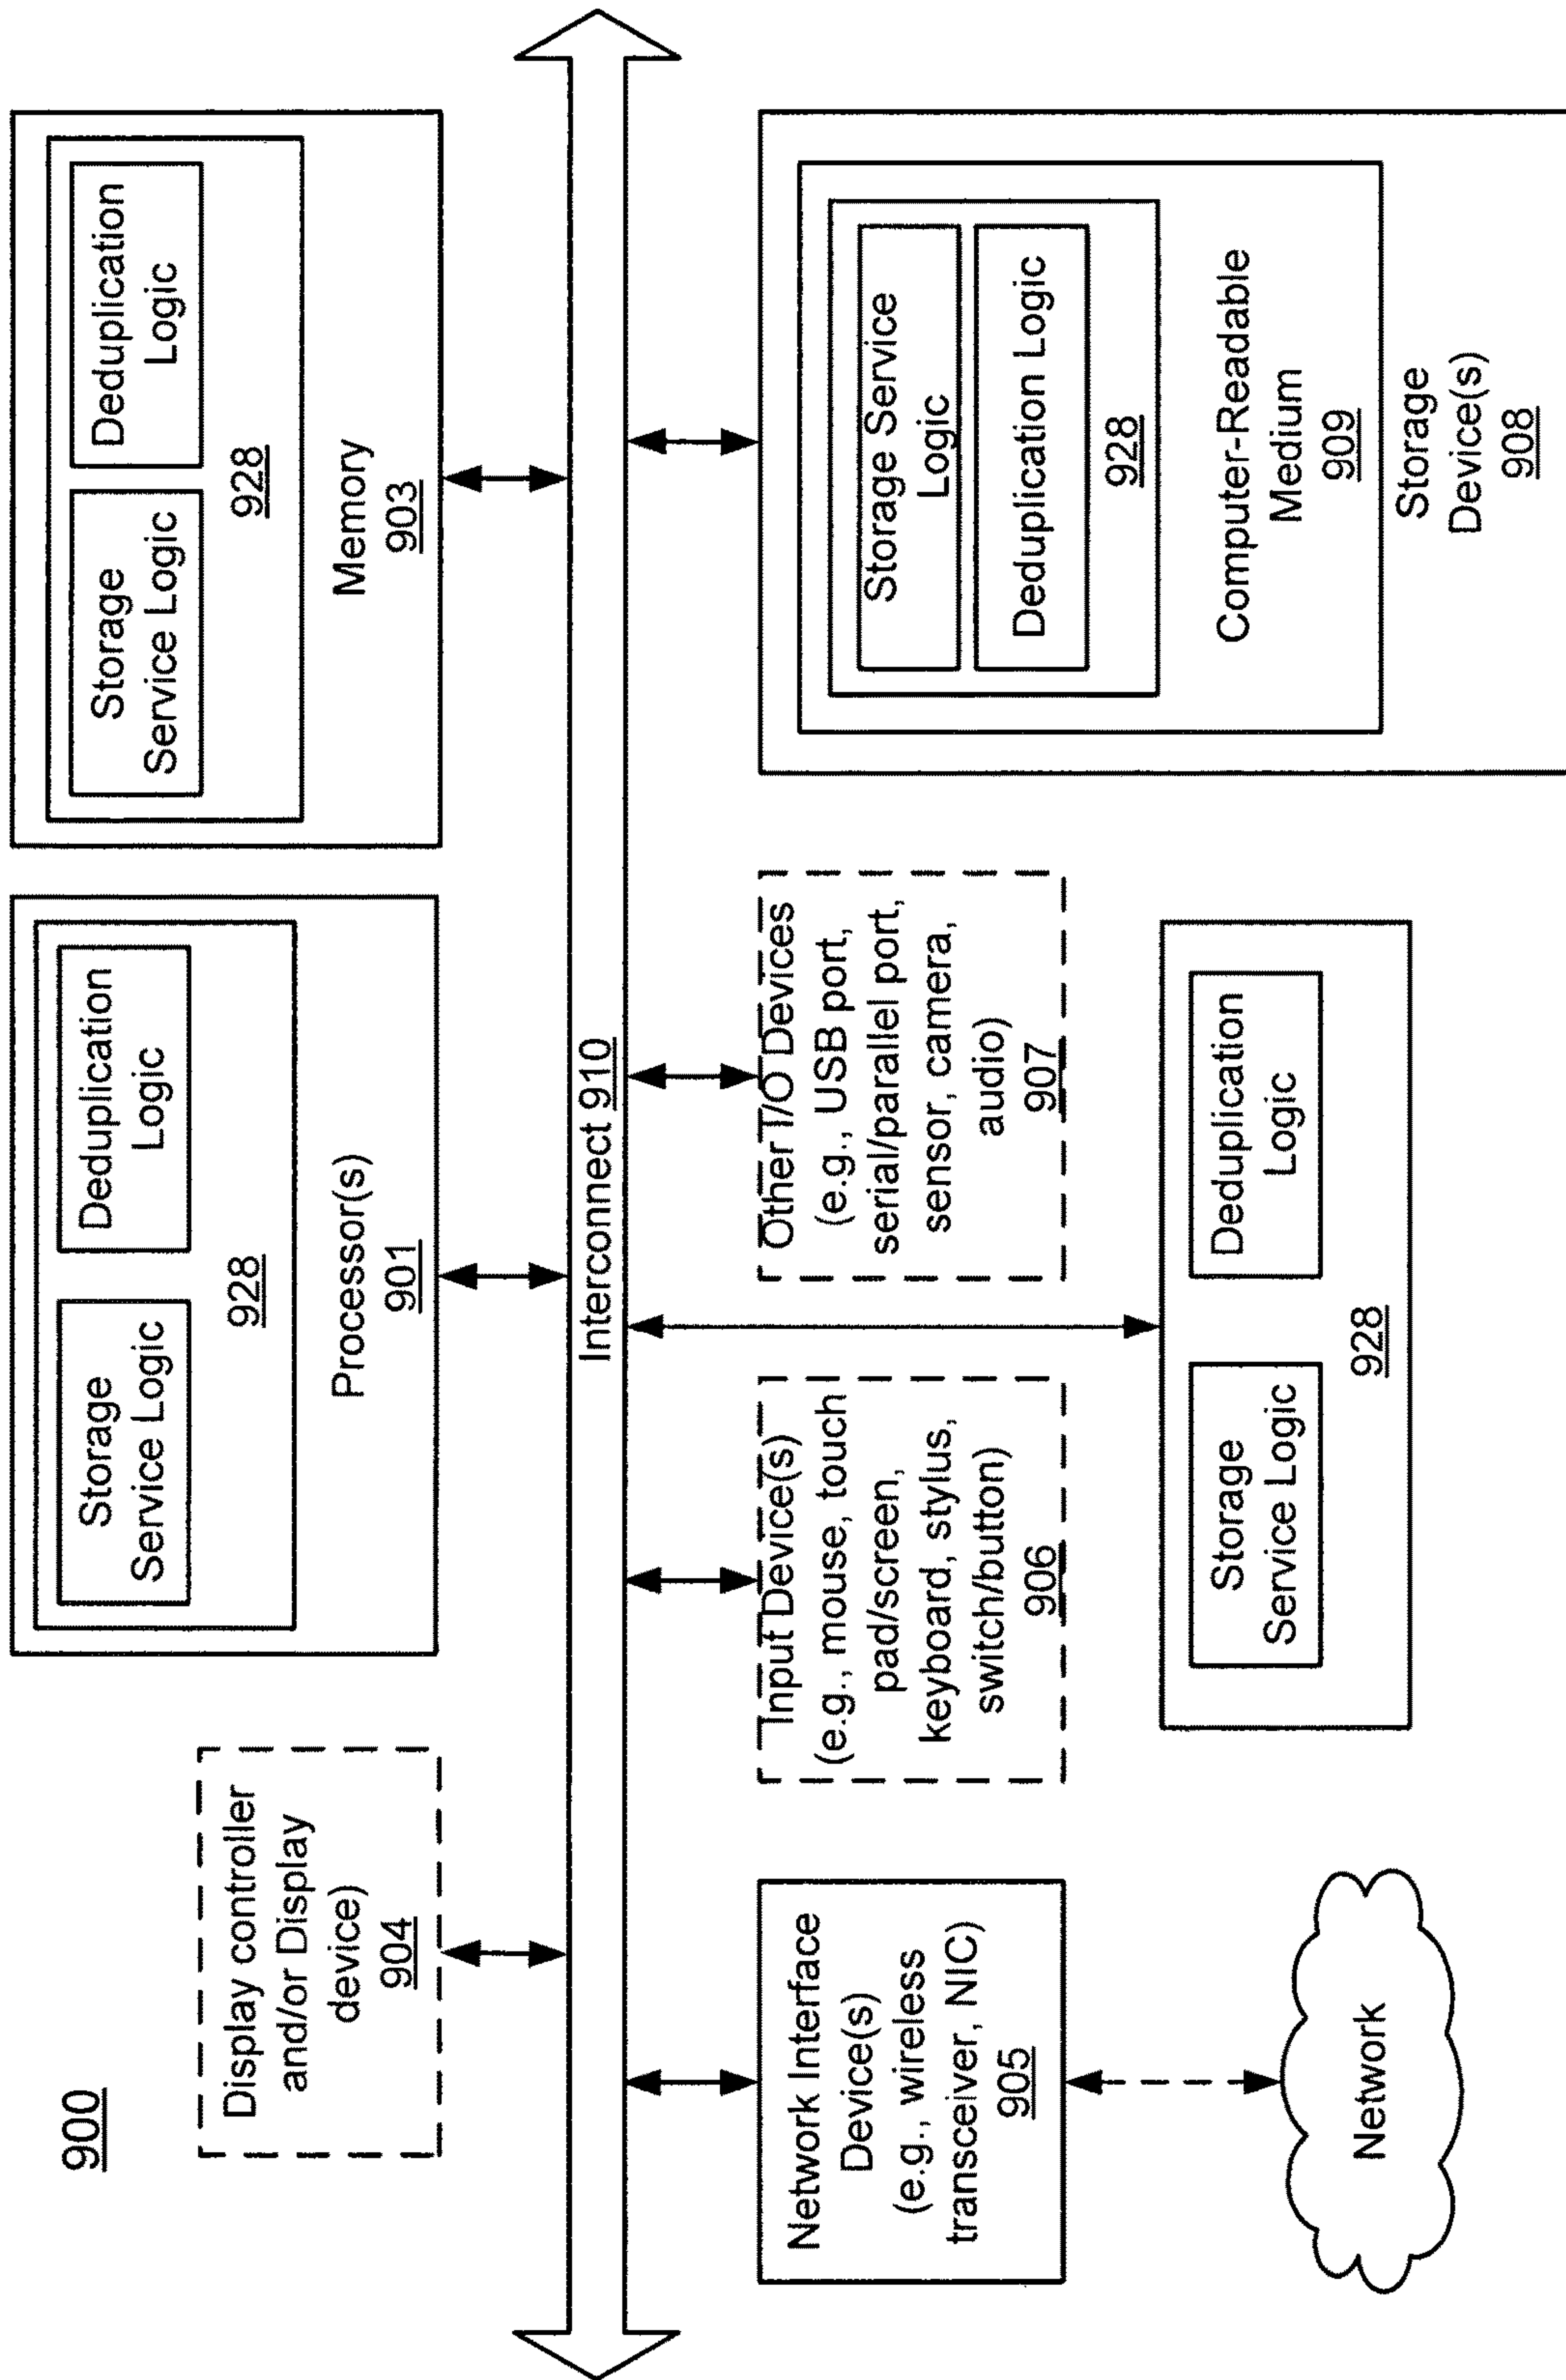 900
Display controller
and/or Display
device)
904
Storage
Service Logic
Deduplication
Logic
928
Processor(s)
901
Storage
Service Logic
Deduplication
Logic
928
Memory
903
Interconnect 910
Network Interface
Device(s)
(e.g., wireless
transceiver, NIC)
905
Input Device(s)
(e.g., mouse, touch
pad/screen,
keyboard, stylus,
switch/button)
906
Other I/O Devices
(e.g., USB port,
serial/parallel port,
sensor, camera,
audio)
907
Storage Service
Logic
Deduplication Logic
928
Computer-Readable
Medium
909
Storage
Device(s)
908
Network
Storage
Service Logic
Deduplication
Logic
928